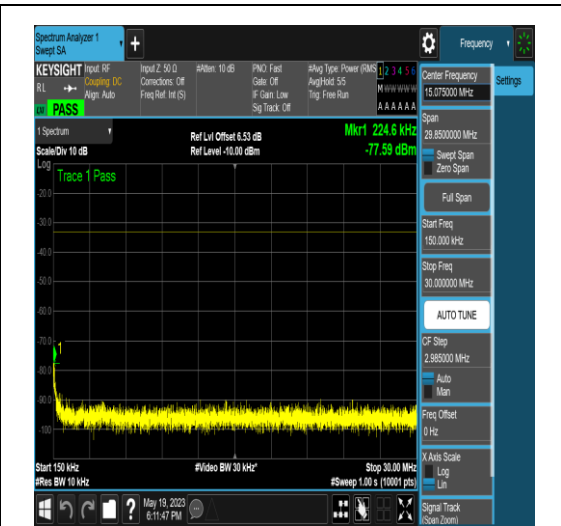 Spectrum Analyzer 1
Swept SA
Frequency
KEYSIGHT
RL
PASS
Input: RF
Coupling: DC
Align: Auto
Input Z: 50 Ω
Corrections: Off
Freq Ref: Int (S)
#Atten: 10 dB
PNO: Fast
Gate: Off
IF Gain: Low
Sig Track: Off
#Avg Type: Power (RMS
Avg|Hold: 5/5
Trig: Free Run
1 2 3 4 5 6
M W W W W W
A A A A A A
1 Spectrum
Scale/Div 10 dB
Ref Lvl Offset 6.53 dB
Ref Level -10.00 dBm
Mkr1 224.6 kHz
-77.59 dBm
Log
Trace 1 Pass
-20.0
-30.0
-40.0
-50.0
-60.0
-70.0
-80.0
-90.0
-100
1
Start 150 kHz
#Res BW 10 kHz
#Video BW 30 kHz*
Stop 30.00 MHz
#Sweep 1.00 s (10001 pts)
May 19, 2023
6:11:47 PM
Center Frequency
15.075000 MHz
Settings
Span
29.8500000 MHz
Swept Span
Zero Span
Full Span
Start Freq
150.000 kHz
Stop Freq
30.000000 MHz
AUTO TUNE
CF Step
2.985000 MHz
Auto
Man
Freq Offset
0 Hz
X Axis Scale
Log
Lin
Signal Track
(Span Zoom)